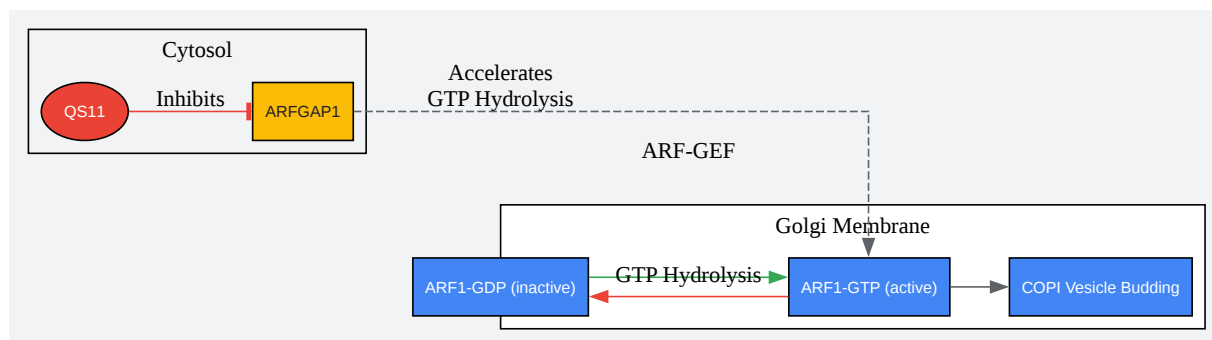 Cytosol
QS11
Inhibits
ARFGAP1
Accelerates
GTP Hydrolysis
ARF-GEF
Golgi Membrane
ARF1-GDP (inactive)
GTP Hydrolysis
ARF1-GTP (active)
COPI Vesicle Budding